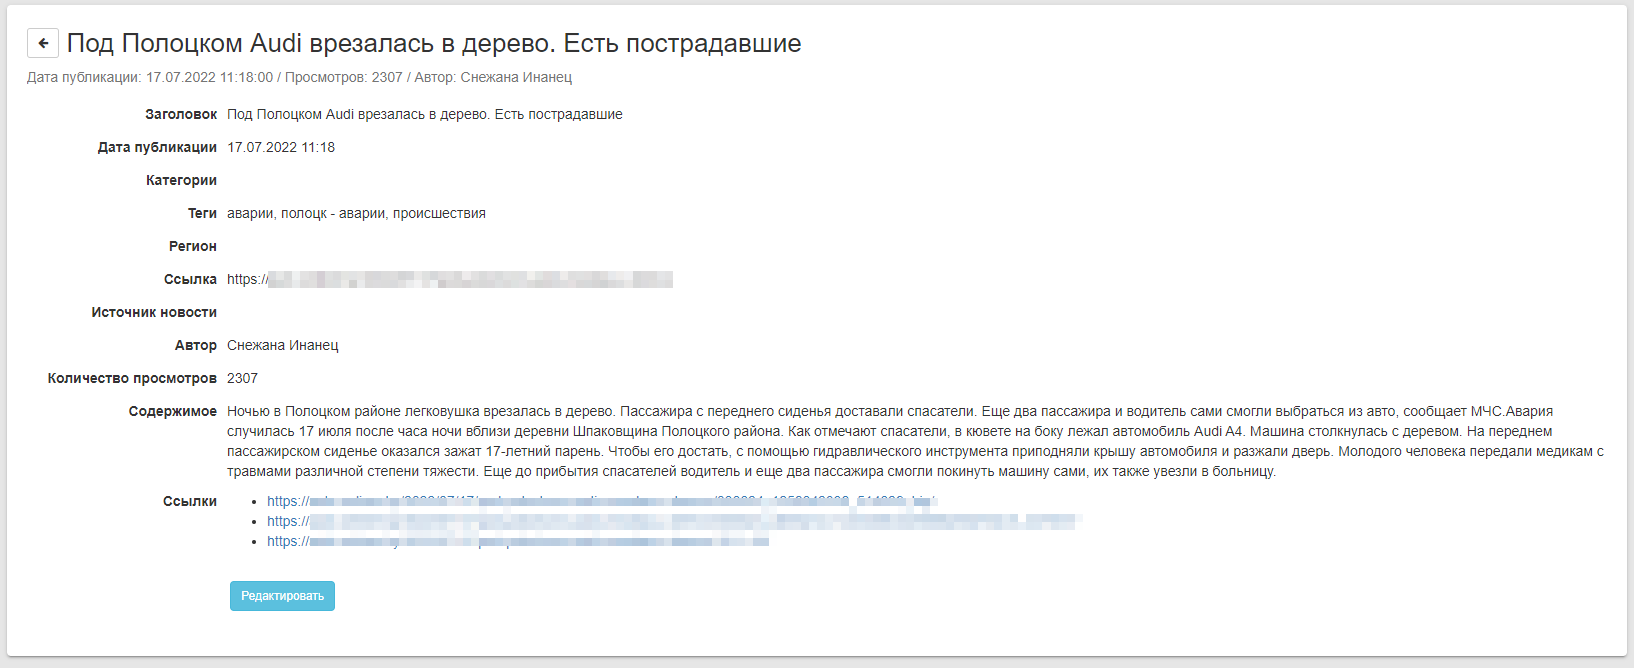 Под Полоцком Audi врезалась в дерево. Есть пострадавшие
Дата публикации: 17.07.2022 11:18:00 / Просмотров: 2307 / Автор: Снежана Инанец
Заголовок Под Полоцком Audi врезалась в дерево. Есть пострадавшие
Дата публикации 17.07.2022 11:18
Категории
Теги аварии, полоцк - аварии, происшествия
Регион
Ссылка https://
Источник новости
Автор Снежана Инанец
Количество просмотров 2307
Содержимое Ночью в Полоцком районе легковушка врезалась в дерево. Пассажира с переднего сиденья доставали спасатели. Еще два пассажира и водитель сами смогли выбраться из авто, сообщает МЧС.Авария
случилась 17 июля после часа ночи вблизи деревни Шпаковщина Полоцкого района. Как отмечают спасатели, в кювете на боку лежал автомобиль Audi A4. Машина столкнулась с деревом. На переднем
пассажирском сиденье оказался зажат 17-летний парень. Чтобы его достать, с помощью гидравлического инструмента приподняли крышу автомобиля и разжали дверь. Молодого человека передали медикам с
травмами различной степени тяжести. Еще до прибытия спасателей водитель и еще два пассажира смогли покинуть машину сами, их также увезли в больницу.
Ссылки https://
https://
https://
Редактировать